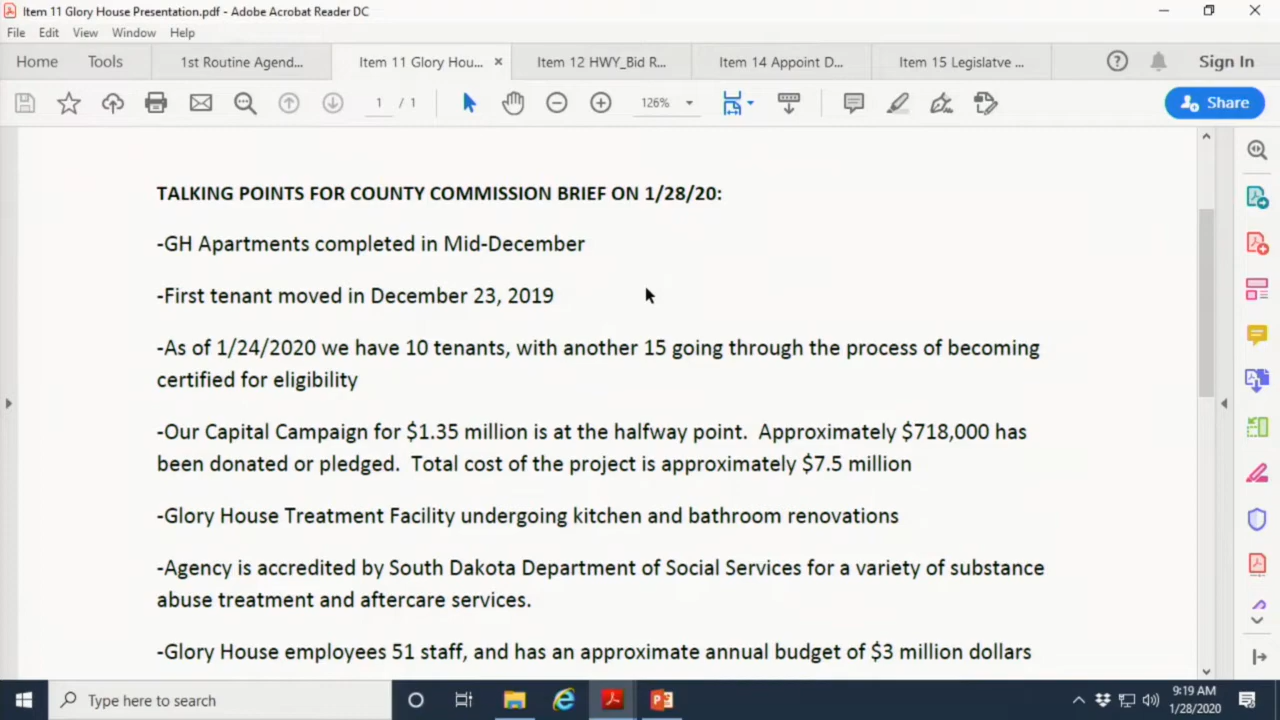 Item 11 Glory House Presentation.pdf - Adobe Acrobat Reader DC
File Edit View Window Help
Home Tools 1st Routine Agend... Item 11 Glory Hou... × Item 12 HWY_Bid R... Item 14 Appoint D... Item 15 Legislatve ... Sign In
1 / 1 126% Share
TALKING POINTS FOR COUNTY COMMISSION BRIEF ON 1/28/20:
-GH Apartments completed in Mid-December
-First tenant moved in December 23, 2019
-As of 1/24/2020 we have 10 tenants, with another 15 going through the process of becoming
certified for eligibility
-Our Capital Campaign for $1.35 million is at the halfway point. Approximately $718,000 has
been donated or pledged. Total cost of the project is approximately $7.5 million
-Glory House Treatment Facility undergoing kitchen and bathroom renovations
-Agency is accredited by South Dakota Department of Social Services for a variety of substance
abuse treatment and aftercare services.
-Glory House employees 51 staff, and has an approximate annual budget of $3 million dollars
Type here to search
9:19 AM
1/28/2020